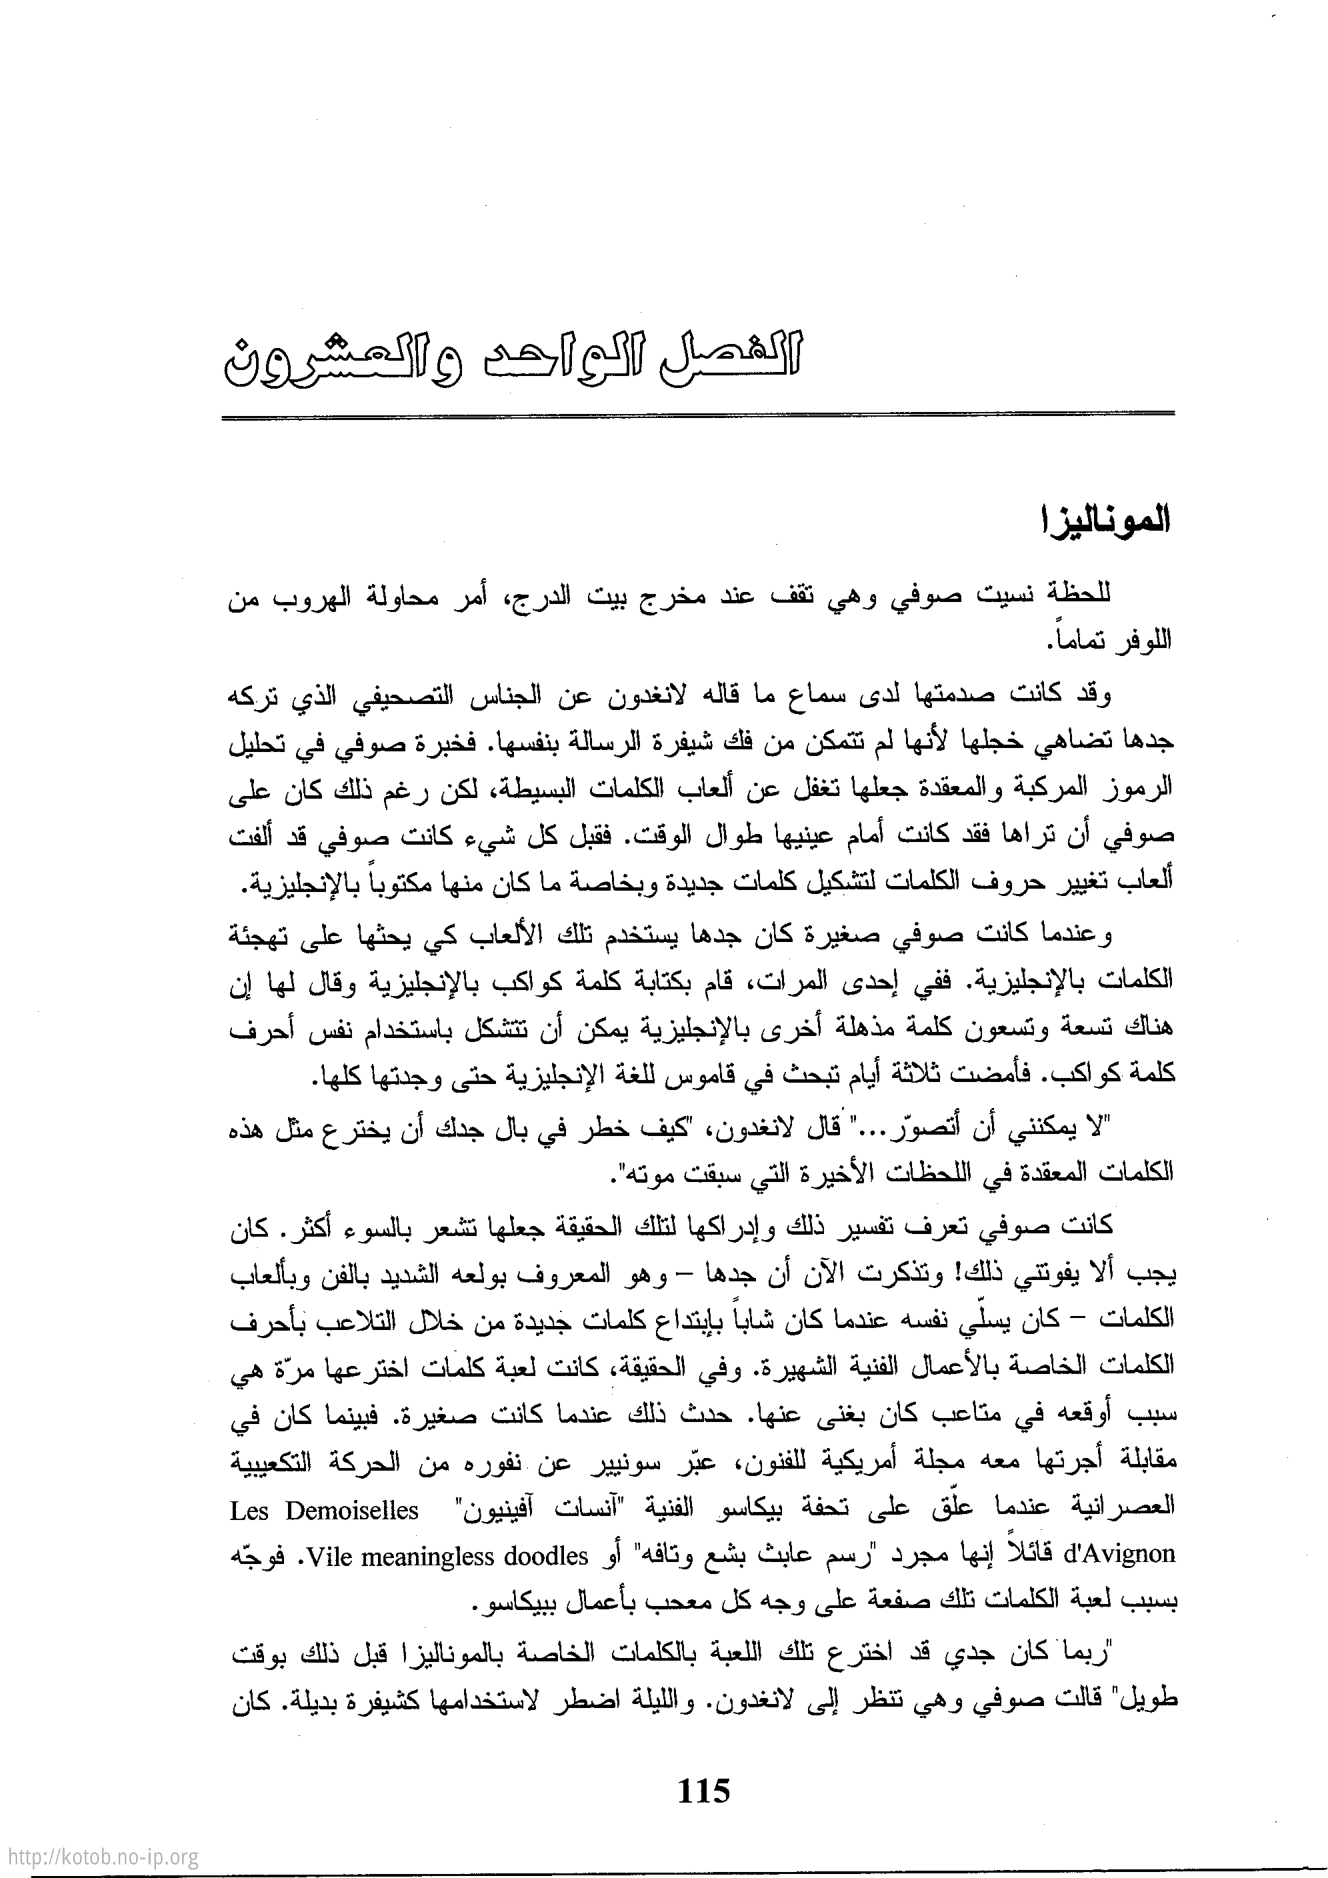 الفصل الواحد والعشرون
الموناليزا
للحظة نسيت صوفي وهي تقف عند مخرج بيت الدرج، أمر محاولة الهروب من
اللوفر تماماً.
وقد كانت صدمتها لدى سماع ما قاله لانغدون عن الجناس التصحيفي الذي تركه
جدها تضاهي خجلها لأنها لم تتمكن من فك شيفرة الرسالة بنفسها. فخبرة صوفي في تحليل
الرموز المركبة والمعقدة جعلها تغفل عن ألعاب الكلمات البسيطة، لكن رغم ذلك كان على
صوفي أن تراها فقد كانت أمام عينيها طوال الوقت. فقبل كل شيء كانت صوفي قد ألفت
ألعاب تغيير حروف الكلمات لتشكيل كلمات جديدة وبخاصة ما كان منها مكتوباً بالإنجليزية.
وعندما كانت صوفي صغيرة كان جدها يستخدم تلك الألعاب كي يحثها على تهجئة
الكلمات بالإنجليزية. ففي إحدى المرات، قام بكتابة كلمة كواكب بالإنجليزية وقال لها إن
هناك تسعة وتسعون كلمة مذهلة أخرى بالإنجليزية يمكن أن تتشكل باستخدام نفس أحرف
كلمة كواكب. فأمضت ثلاثة أيام تبحث في قاموس للغة الإنجليزية حتى وجدتها كلها.
"لا يمكنني أن أتصوّر..." قال لانغدون، "كيف خطر في بال جدك أن يخترع مثل هذه
الكلمات المعقدة في اللحظات الأخيرة التي سبقت موته".
كانت صوفي تعرف تفسير ذلك وإدراكها لتلك الحقيقة جعلها تشعر بالسوء أكثر. كان
يجب ألا يفوتني ذلك! وتذكرت الآن أن جدها – وهو المعروف بولعه الشديد بالفن وبألعاب
الكلمات – كان يسلّي نفسه عندما كان شاباً بإبتداع كلمات جديدة من خلال التلاعب بأحرف
الكلمات الخاصة بالأعمال الفنية الشهيرة. وفي الحقيقة، كانت لعبة كلمات اخترعها مرّة هي
سبب أوقعه في متاعب كان بغنى عنها. حدث ذلك عندما كانت صغيرة. فبينما كان في
مقابلة أجرتها معه مجلة أمريكية للفنون، عبّر سونيير عن نفوره من الحركة التكعيبية
العصرانية عندما علّق على تحفة بيكاسو الفنية "آنسات آفينيون" Les Demoiselles
d'Avignon قائلاً إنها مجرد "رسم عابث بشع وتافه" أو Vile meaningless doodles. فوجّه
بسبب لعبة الكلمات تلك صفعة على وجه كل معجب بأعمال ببيكاسو.
"ربما كان جدي قد اخترع تلك اللعبة بالكلمات الخاصة بالموناليزا قبل ذلك بوقت
طويل" قالت صوفي وهي تنظر إلى لانغدون. والليلة اضطر لاستخدامها كشيفرة بديلة. كان
115
http://kotob.no-ip.org